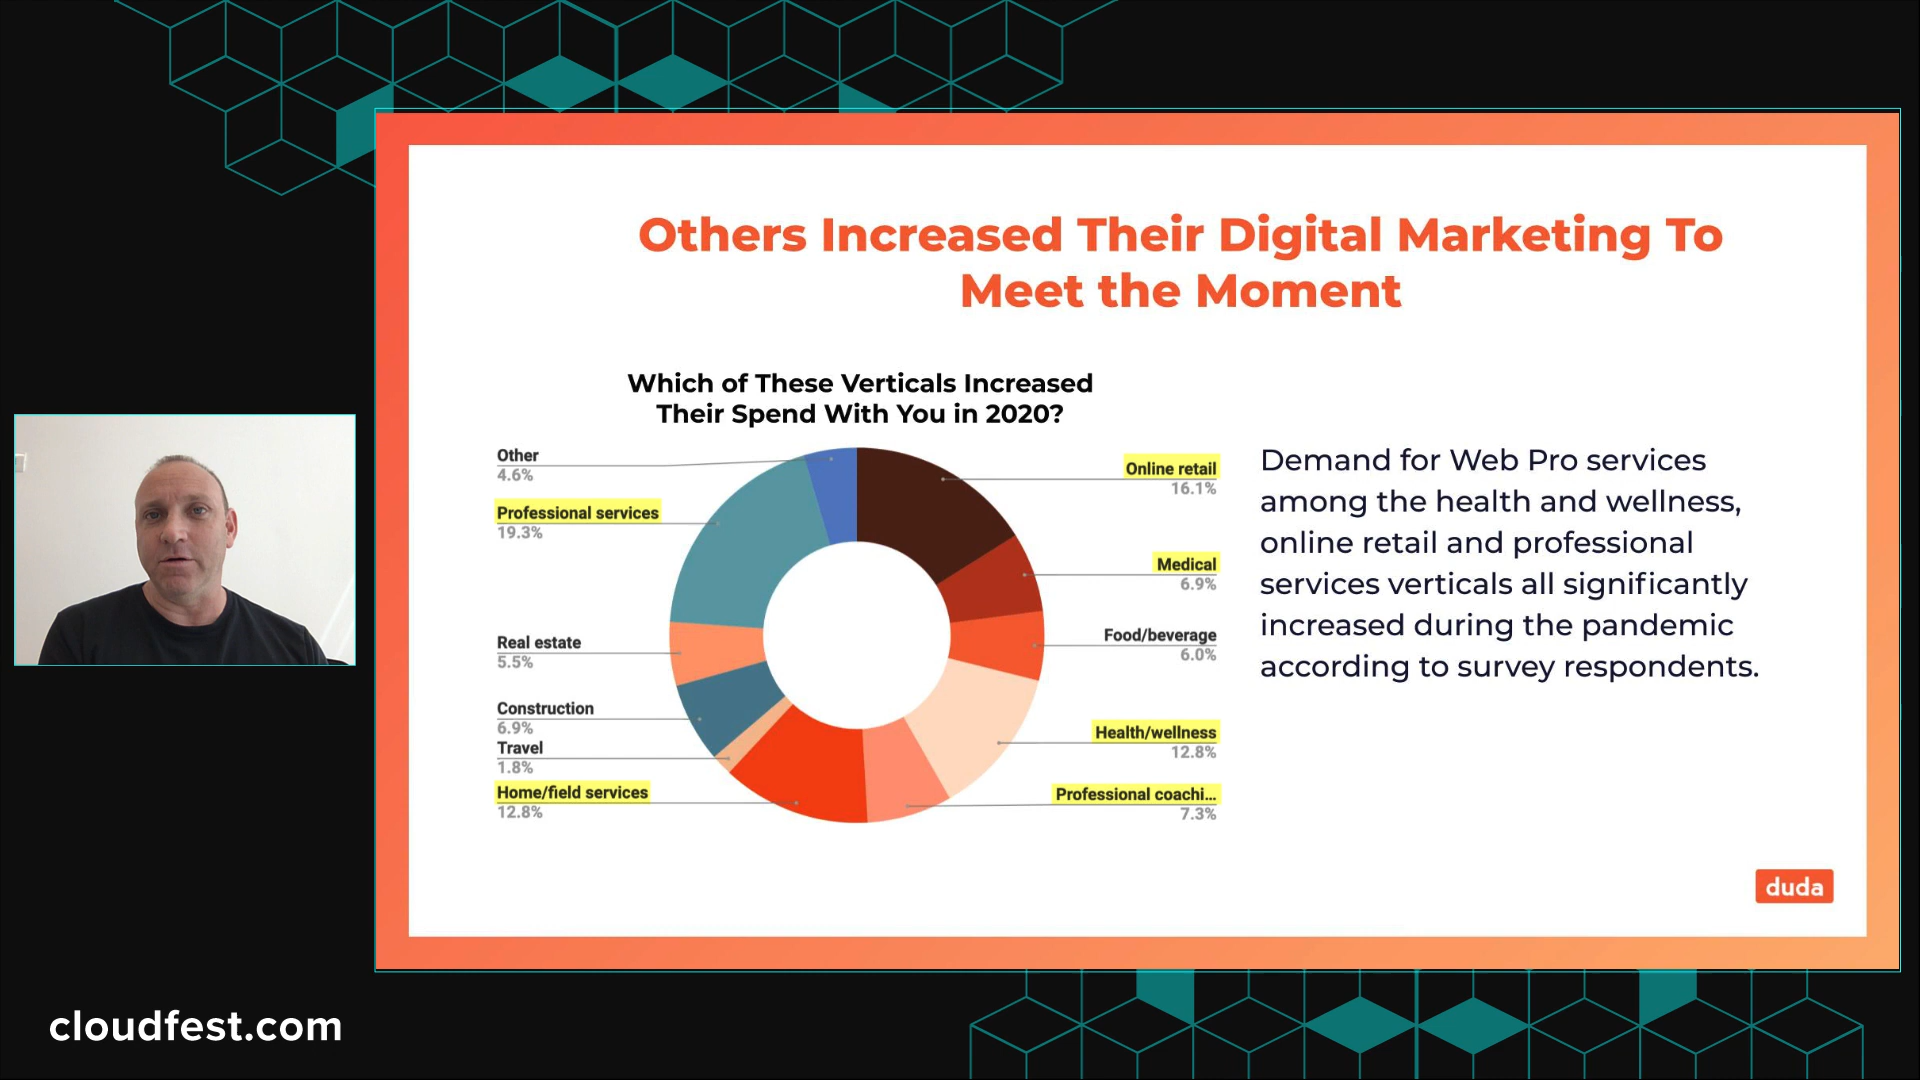 Others Increased Their Digital Marketing To
Meet the Moment
Which of These Verticals Increased
Their Spend With You in 2020?
Other
4.6%
Professional services
19.3%
Real estate
5.5%
Construction
6.9%
Travel
1.8%
Home/field services
12.8%
Online retail
16.1%
Medical
6.9%
Food/beverage
6.0%
Health/wellness
12.8%
Professional coachi...
7.3%
Demand for Web Pro services
among the health and wellness,
online retail and professional
services verticals all significantly
increased during the pandemic
according to survey respondents.
duda
cloudfest.com